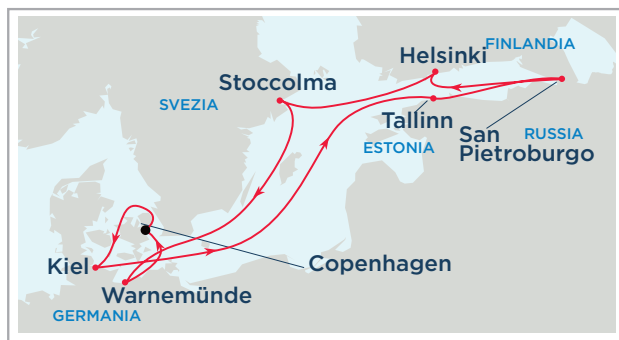 Helsinki
FINLANDIA
Stoccolma
SVEZIA
Tallinn
San
Pietroburgo
RUSSIA
ESTONIA
Kiel
Copenhagen
Warnemünde
GERMANIA